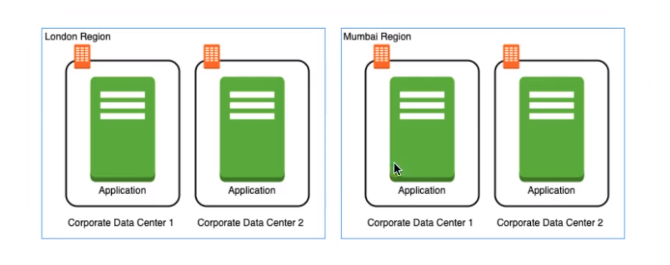 London Region
Application
Corporate Data Center 1
Application
Corporate Data Center 2
Mumbai Region
Application
Corporate Data Center 1
Application
Corporate Data Center 2